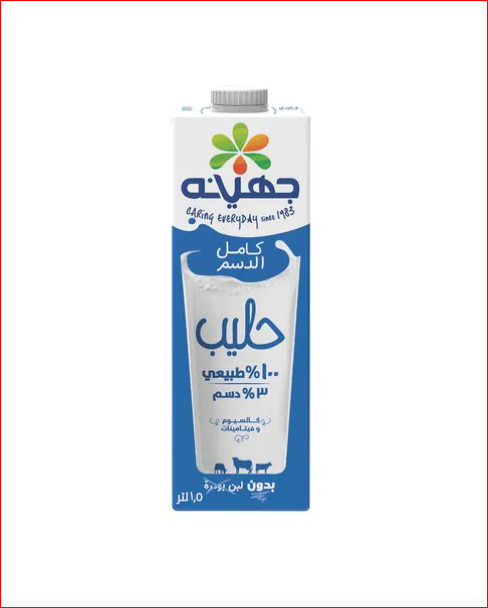 جهينه
CARING EVERYDAY SINCE 1983
كامل
الدسم
حليب
١٠٠% طبيعي
٣% دسم
كالسيوم
و فيتامينات
بدون لبن بودرة
١,٥ لتر